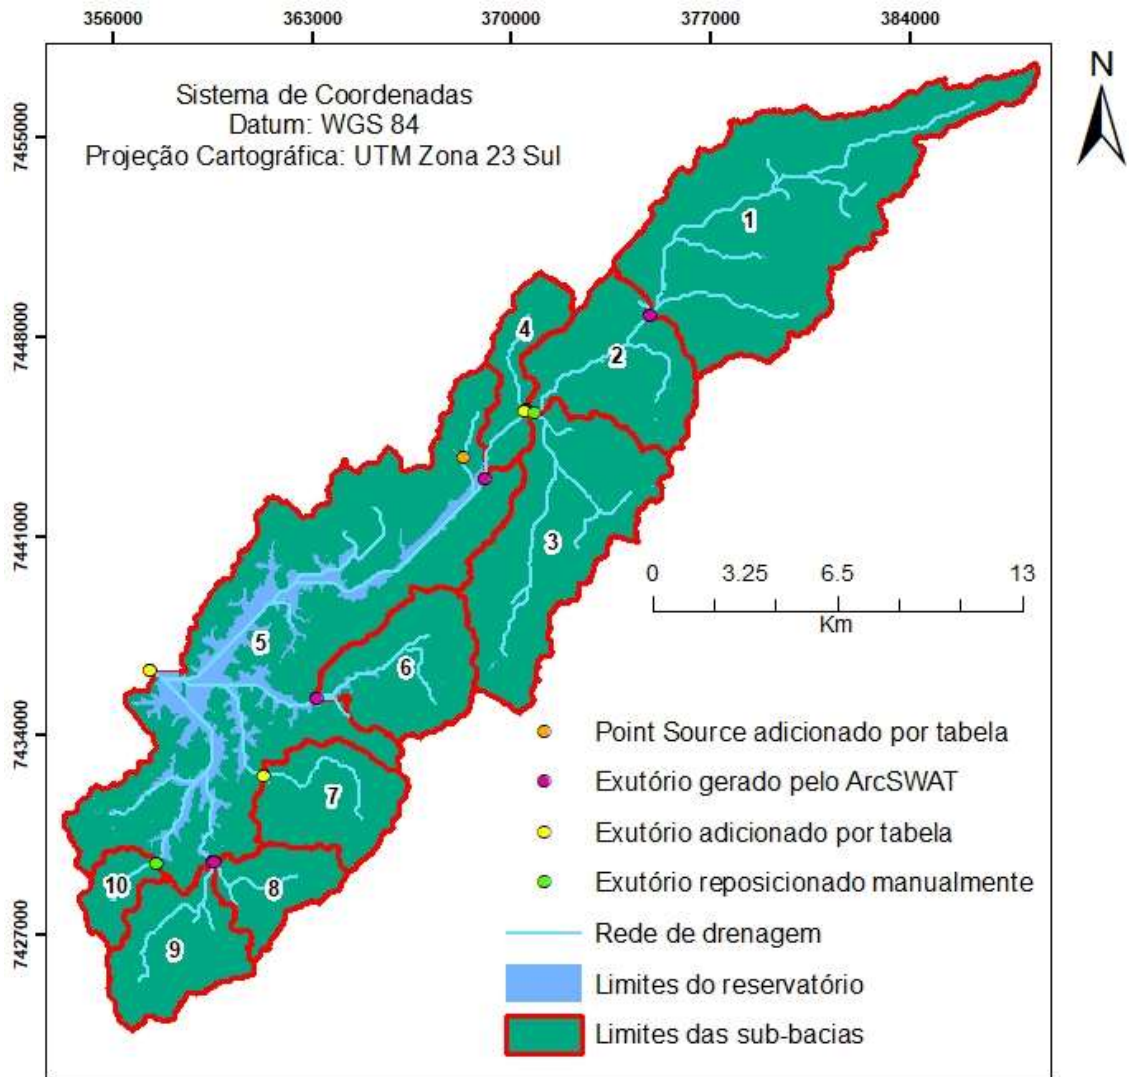 356000 363000 370000 377000 384000
N
Sistema de Coordenadas
Datum: WGS 84
Projeção Cartográfica: UTM Zona 23 Sul
7455000
7448000
7441000
7434000
7427000
1
2
4
3
5
6
7
8
10
9
0 3.25 6.5 13
Km
Point Source adicionado por tabela
Exutório gerado pelo ArcSWAT
Exutório adicionado por tabela
Exutório reposicionado manualmente
Rede de drenagem
Limites do reservatório
Limites das sub-bacias